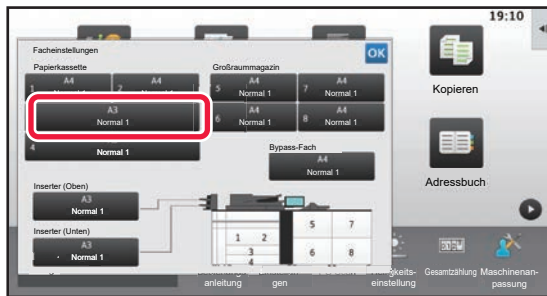 19:10
Facheinstellungen
OK
Papierkassette
Großraummagazin
1 A4
2 A4
5 A4 Normal 1
7 A4 Normal 1
A3
Normal 1
6 A4 Normal 1
8 A4 Normal 1
4 Normal 1
Bypass-Fach
A4
Normal 1
Kopieren
Adressbuch
Inserter (Oben)
A3
Normal 1
Inserter (Unten)
A3
Normal 1
1 2
3
4
5 7
6 8
anleitung
gen
einstellung
Gesamtzählung
Maschinenan-
passung